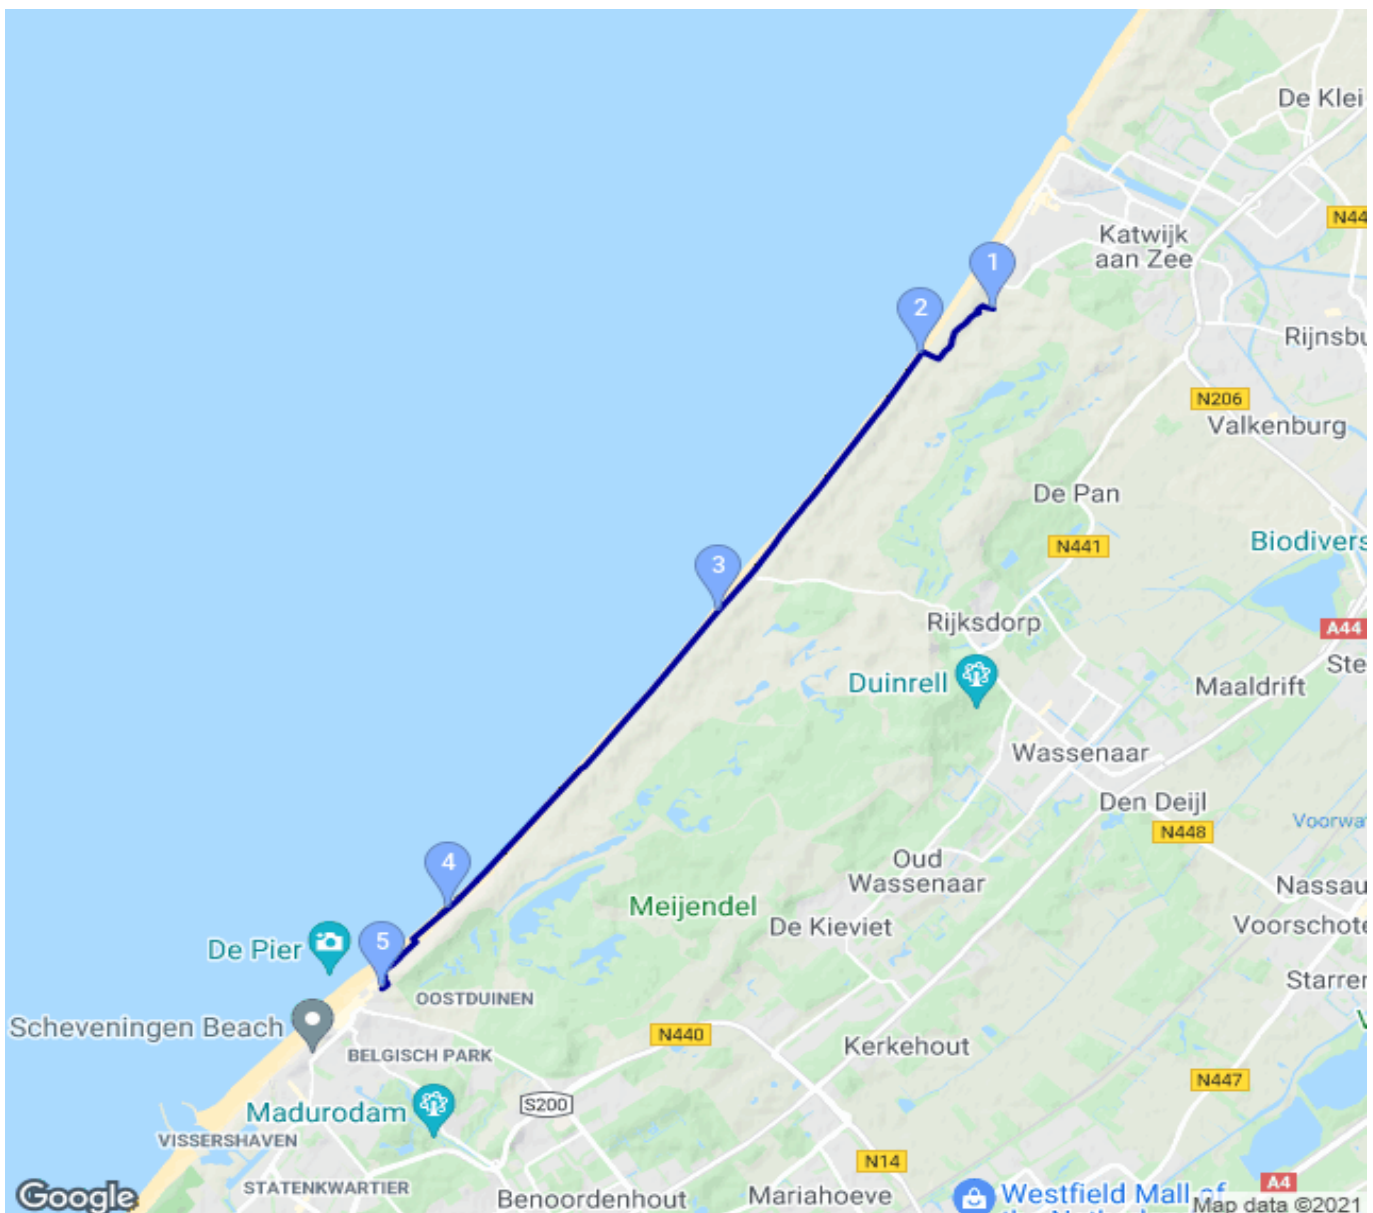 De Klei
N44
Katwijk
aan Zee
1
2
Rijnsbu
N206
Valkenburg
De Pan
N441
Biodivers
3
Rijksdorp
A44
Ste
Duinrell
Maaldrift
Wassenaar
Den Deijl
N448
Voorwa
4
Oud
Wassenaar
Nassau
Meijendel
De Kieviet
Voorschote
De Pier
5
OOSTDUINEN
Starrer
Scheveningen Beach
BELGISCH PARK
N440
Kerkehout
V
N447
Madurodam
S200
VISSERSHAVEN
N14
A4
STATENKWARTIER
Google
Benoordenhout
Mariahoeve
Westfield Mall of
Map data ©2021